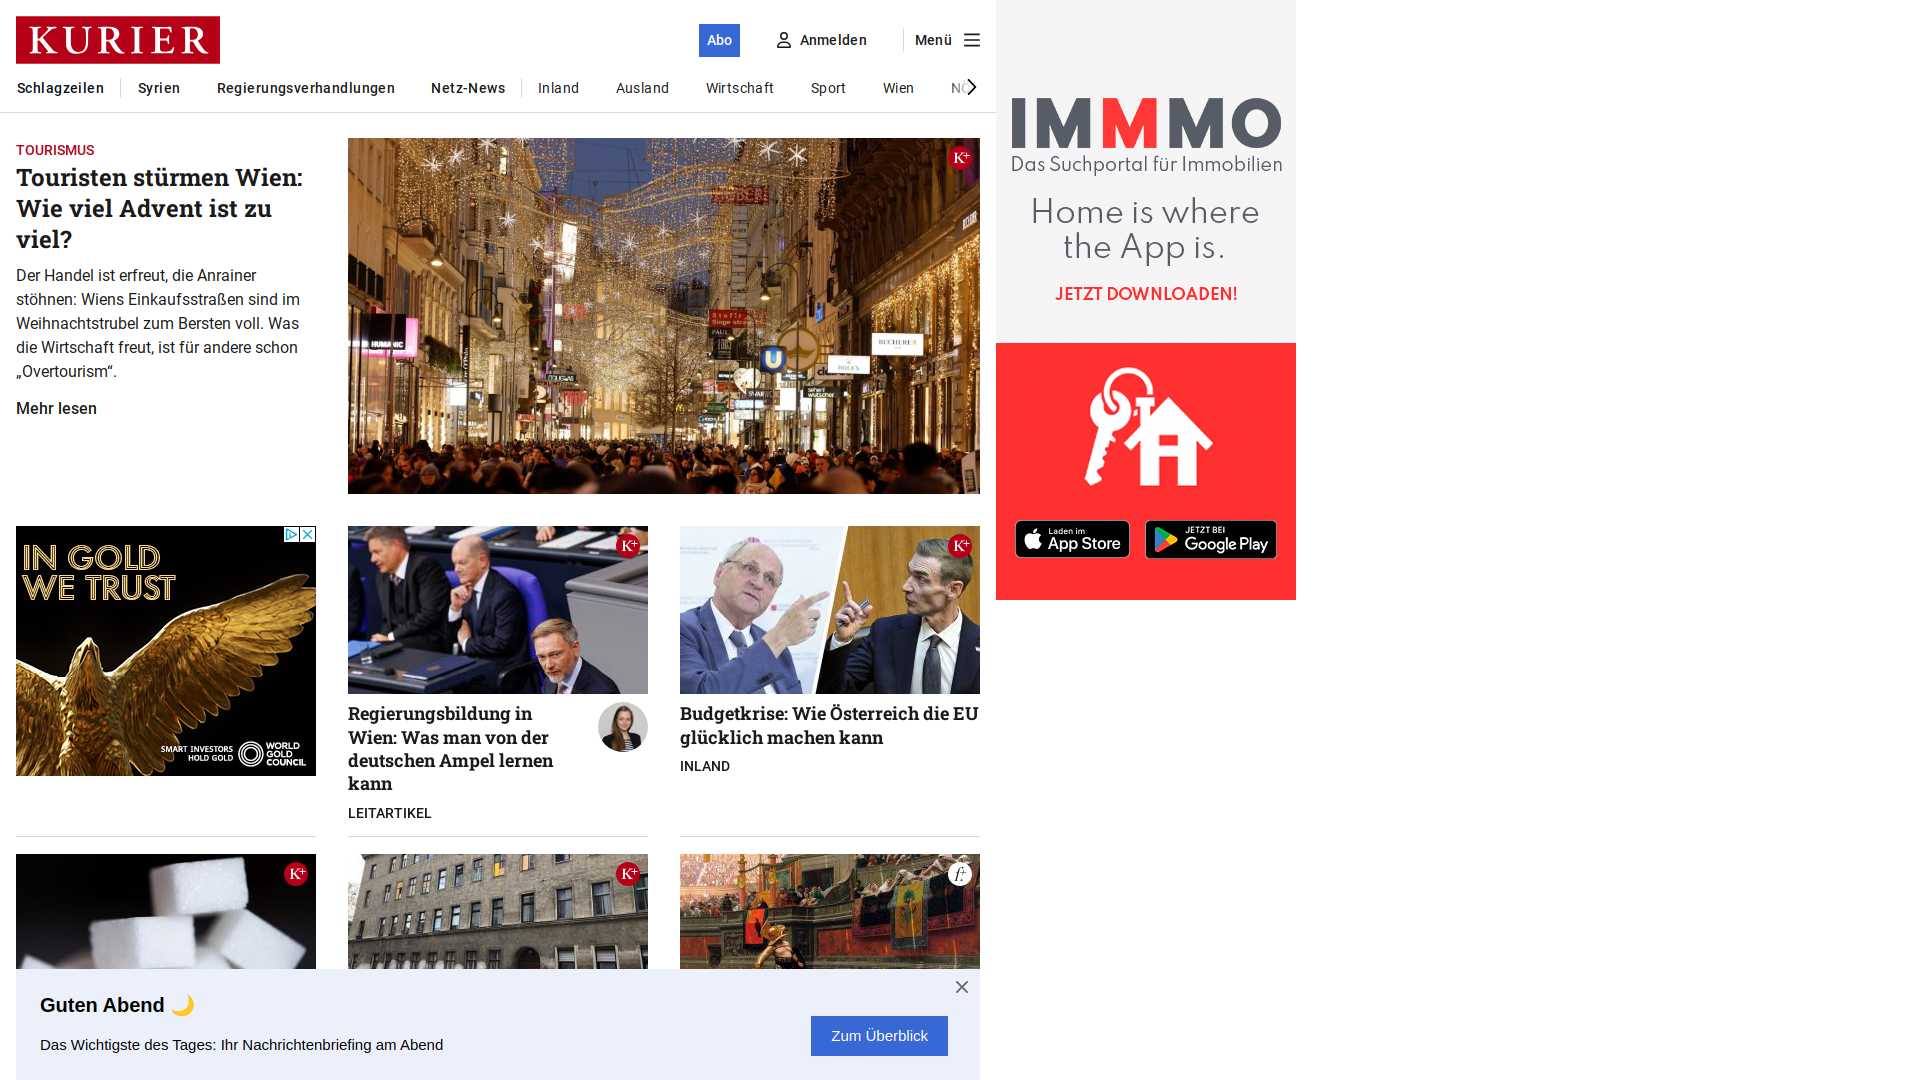 KURIER
Abo
Anmelden
Menü
Schlagzeilen
Syrien
Regierungsverhandlungen
Netz-News
Inland
Ausland
Wirtschaft
Sport
Wien
TOURISMUS
Touristen stürmen Wien:
Wie viel Advent ist zu
viel?
Der Handel ist erfreut, die Anrainer
stöhnen: Wiens Einkaufsstraßen sind im
Weihnachtstrubel zum Bersten voll. Was
die Wirtschaft freut, ist für andere schon
„Overtourism“.
Mehr lesen
K+
HUMANIC
U
BUCHERER
IMMMO
Das Suchportal für Immobilien
Home is where
the App is.
JETZT DOWNLOADEN!
Laden im
App Store
JETZT BEI
Google Play
IN GOLD
WE TRUST
SMART INVESTORS
HOLD GOLD
WORLD
GOLD
COUNCIL
K+
Regierungsbildung in
Wien: Was man von der
deutschen Ampel lernen
kann
LEITARTIKEL
K+
Budgetkrise: Wie Österreich die EU
glücklich machen kann
INLAND
K+
K+
Guten Abend 🌙
Das Wichtigste des Tages: Ihr Nachrichtenbriefing am Abend
Zum Überblick